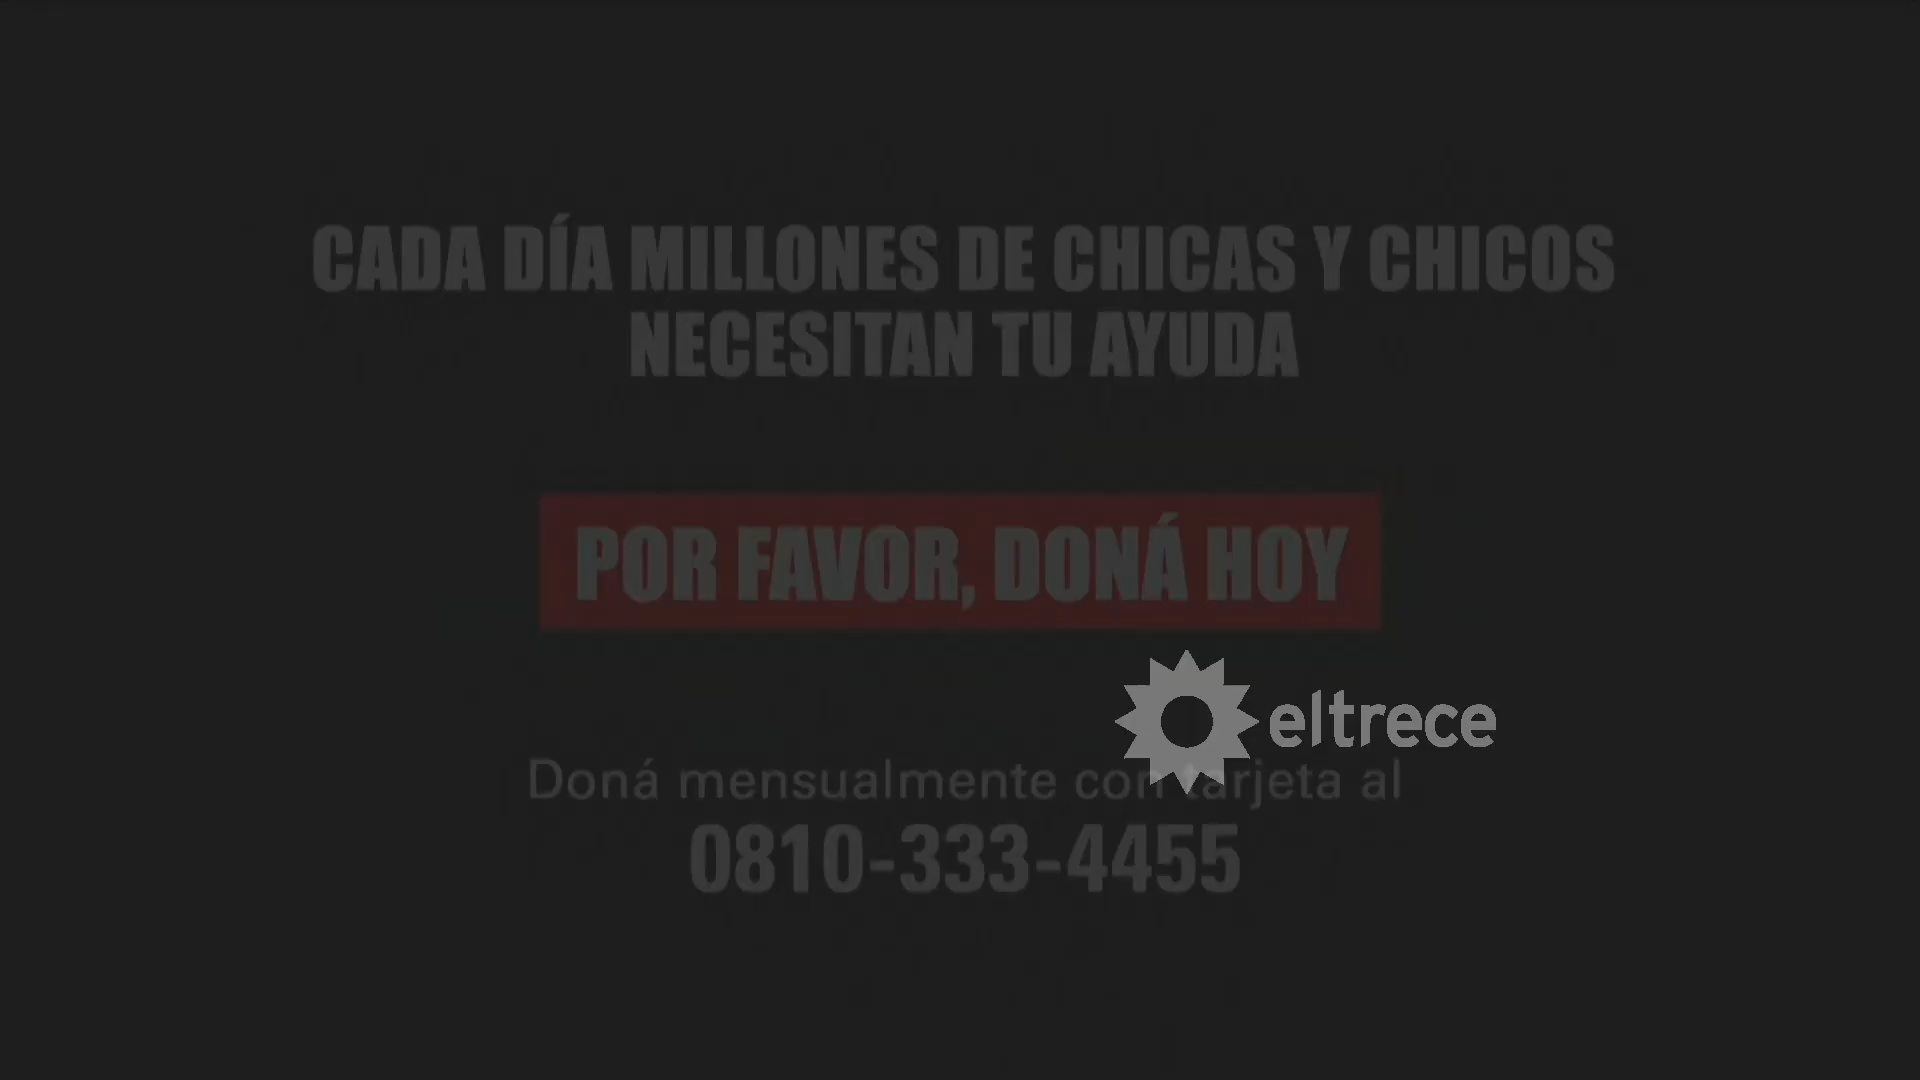 CADA DÍA MILLONES DE CHICAS Y CHICOS
NECESITAN TU AYUDA
POR FAVOR, DONÁ HOY
eltrece
Doná mensualmente con tarjeta al
0810-333-4455